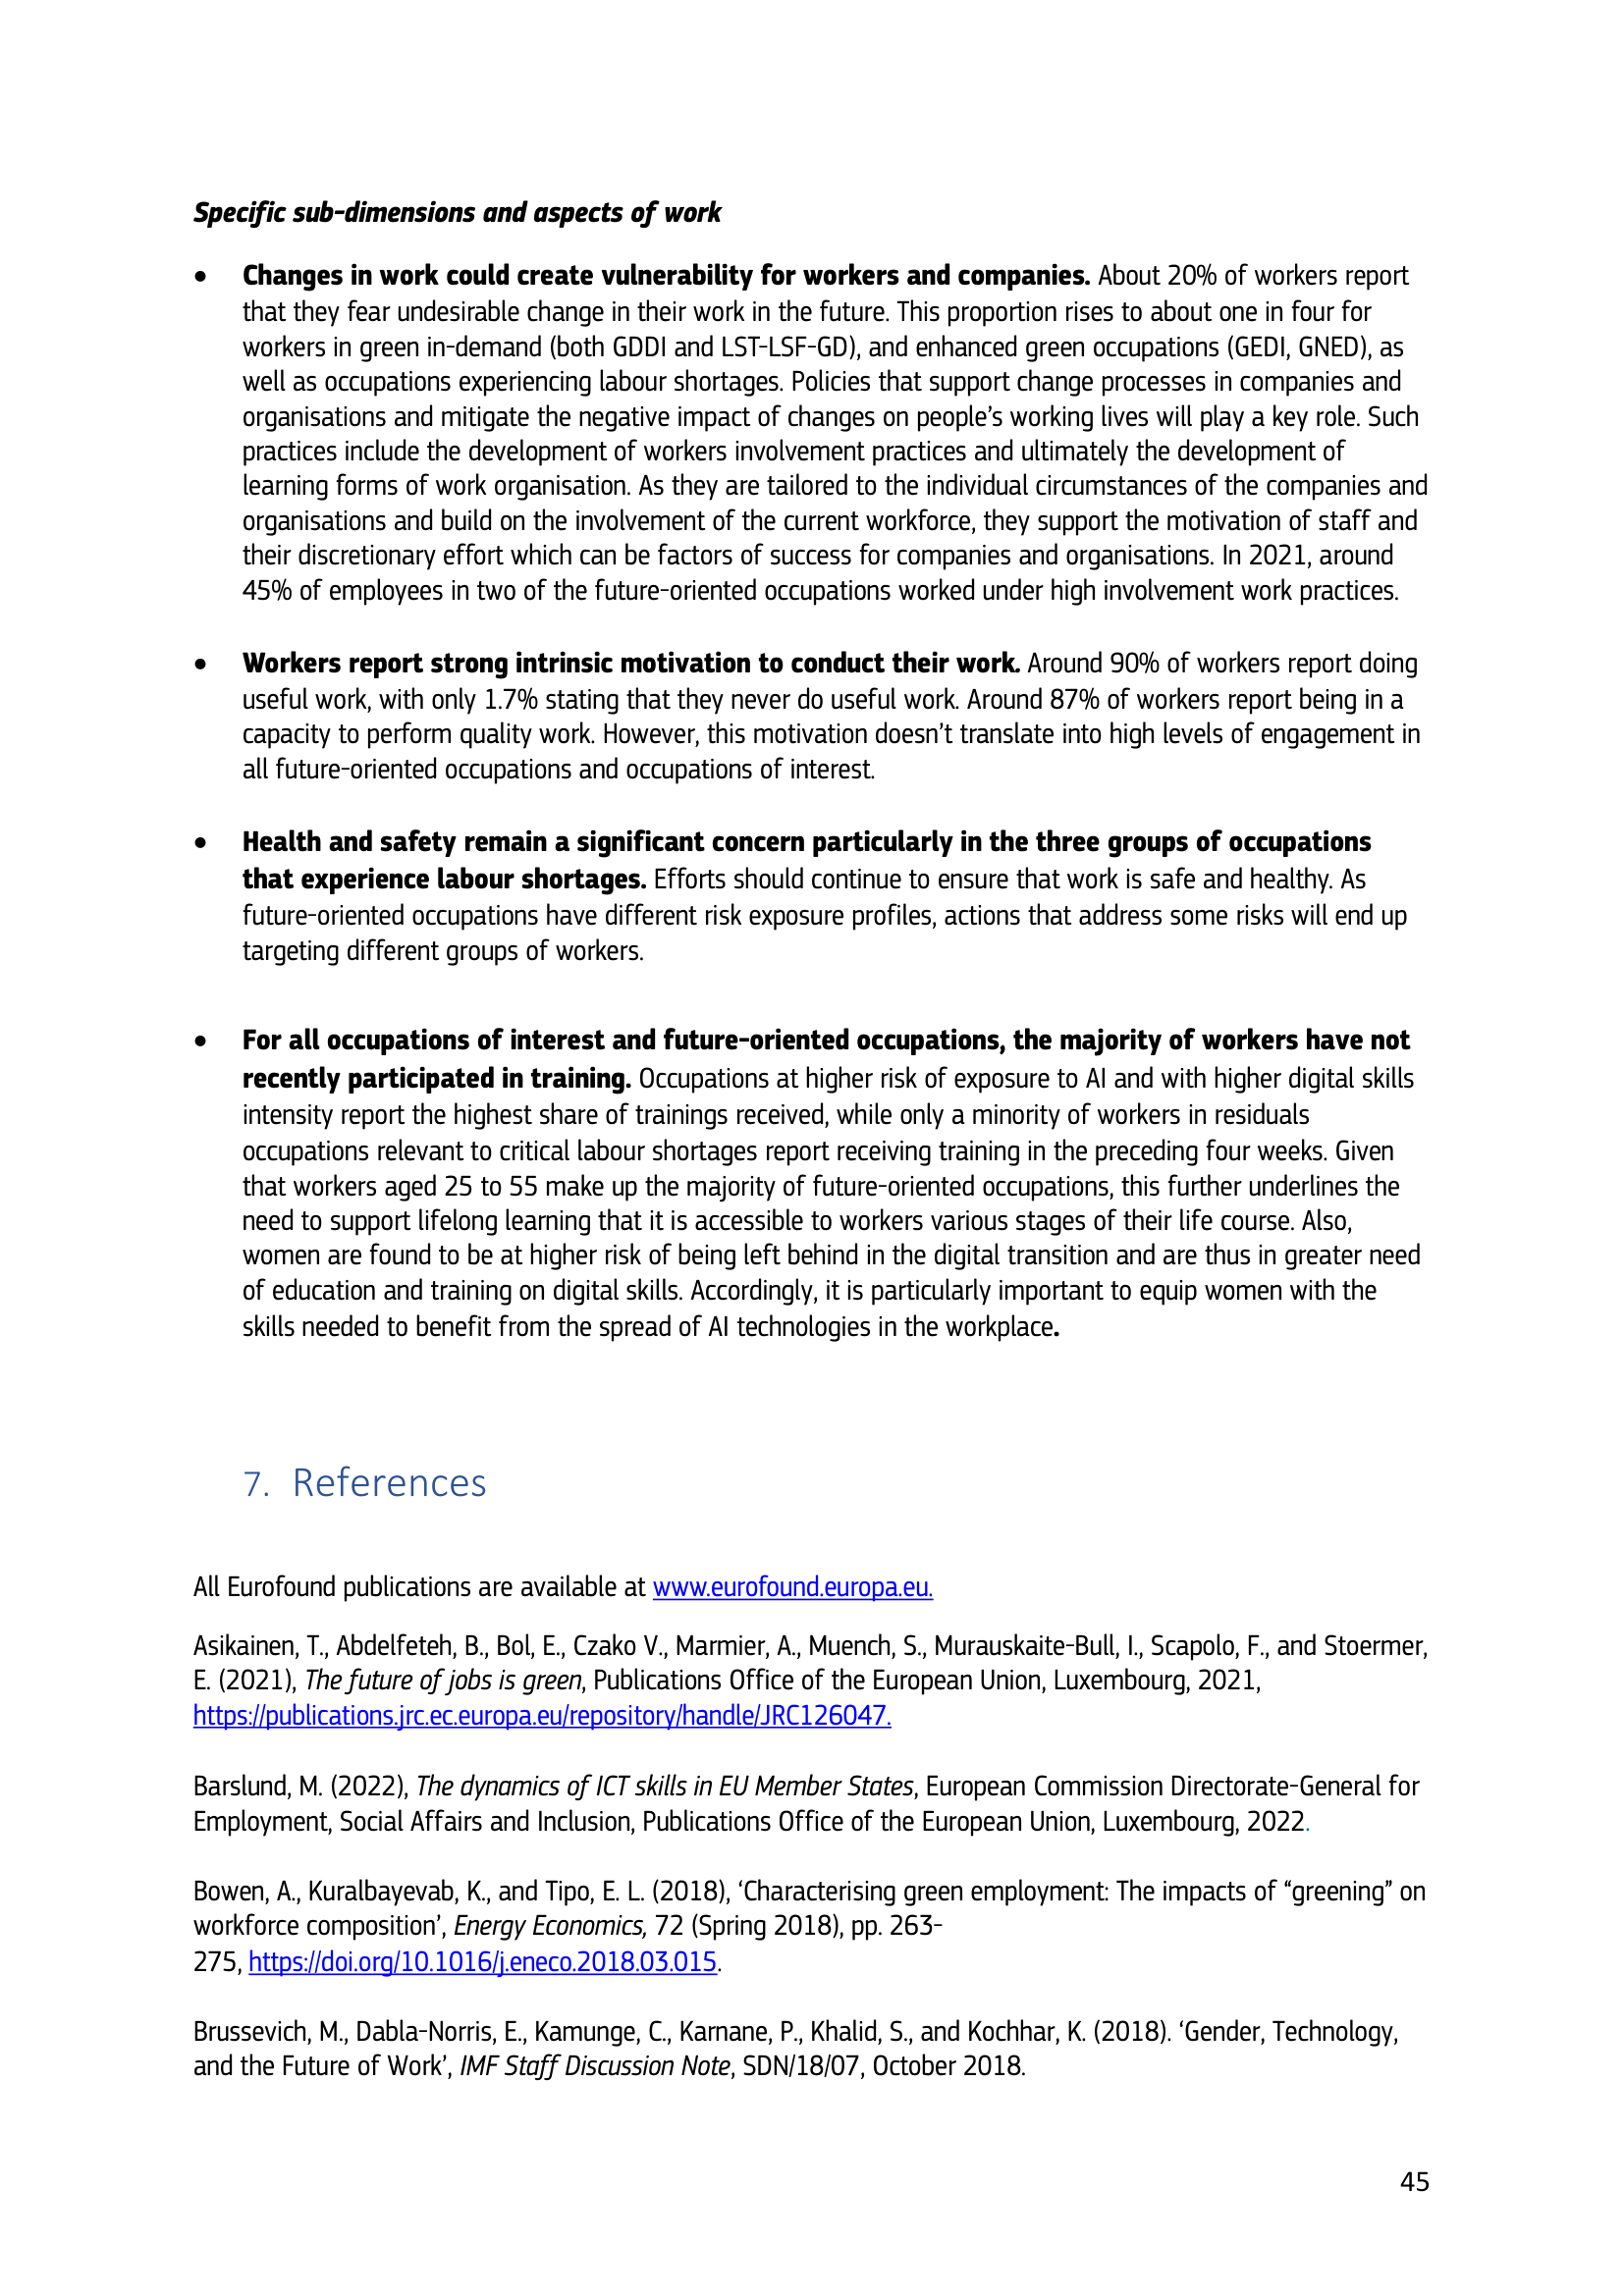 Specific sub-dimensions and aspects of work
• Changes in work could create vulnerability for workers and companies. About 20% of workers report
that they fear undesirable change in their work in the future. This proportion rises to about one in four for
workers in green in-demand (both GDDI and LST-LSF-GD), and enhanced green occupations (GEDI, GNED), as
well as occupations experiencing labour shortages. Policies that support change processes in companies and
organisations and mitigate the negative impact of changes on people’s working lives will play a key role. Such
practices include the development of workers involvement practices and ultimately the development of
learning forms of work organisation. As they are tailored to the individual circumstances of the companies and
organisations and build on the involvement of the current workforce, they support the motivation of staff and
their discretionary effort which can be factors of success for companies and organisations. In 2021, around
45% of employees in two of the future-oriented occupations worked under high involvement work practices.
• Workers report strong intrinsic motivation to conduct their work. Around 90% of workers report doing
useful work, with only 1.7% stating that they never do useful work. Around 87% of workers report being in a
capacity to perform quality work. However, this motivation doesn’t translate into high levels of engagement in
all future-oriented occupations and occupations of interest.
• Health and safety remain a significant concern particularly in the three groups of occupations
that experience labour shortages. Efforts should continue to ensure that work is safe and healthy. As
future-oriented occupations have different risk exposure profiles, actions that address some risks will end up
targeting different groups of workers.
• For all occupations of interest and future-oriented occupations, the majority of workers have not
recently participated in training. Occupations at higher risk of exposure to AI and with higher digital skills
intensity report the highest share of trainings received, while only a minority of workers in residuals
occupations relevant to critical labour shortages report receiving training in the preceding four weeks. Given
that workers aged 25 to 55 make up the majority of future-oriented occupations, this further underlines the
need to support lifelong learning that it is accessible to workers various stages of their life course. Also,
women are found to be at higher risk of being left behind in the digital transition and are thus in greater need
of education and training on digital skills. Accordingly, it is particularly important to equip women with the
skills needed to benefit from the spread of AI technologies in the workplace.
7. References
All Eurofound publications are available at www.eurofound.europa.eu.
Asikainen, T., Abdelfeteh, B., Bol, E., Czako V., Marmier, A., Muench, S., Murauskaite-Bull, I., Scapolo, F., and Stoermer,
E. (2021), The future of jobs is green, Publications Office of the European Union, Luxembourg, 2021,
https://publications.jrc.ec.europa.eu/repository/handle/JRC126047.
Barslund, M. (2022), The dynamics of ICT skills in EU Member States, European Commission Directorate-General for
Employment, Social Affairs and Inclusion, Publications Office of the European Union, Luxembourg, 2022.
Bowen, A., Kuralbayevab, K., and Tipo, E. L. (2018), ‘Characterising green employment: The impacts of “greening” on
workforce composition’, Energy Economics, 72 (Spring 2018), pp. 263-
275, https://doi.org/10.1016/j.eneco.2018.03.015.
Brussevich, M., Dabla-Norris, E., Kamunge, C., Karnane, P., Khalid, S., and Kochhar, K. (2018). ‘Gender, Technology,
and the Future of Work’, IMF Staff Discussion Note, SDN/18/07, October 2018.
45